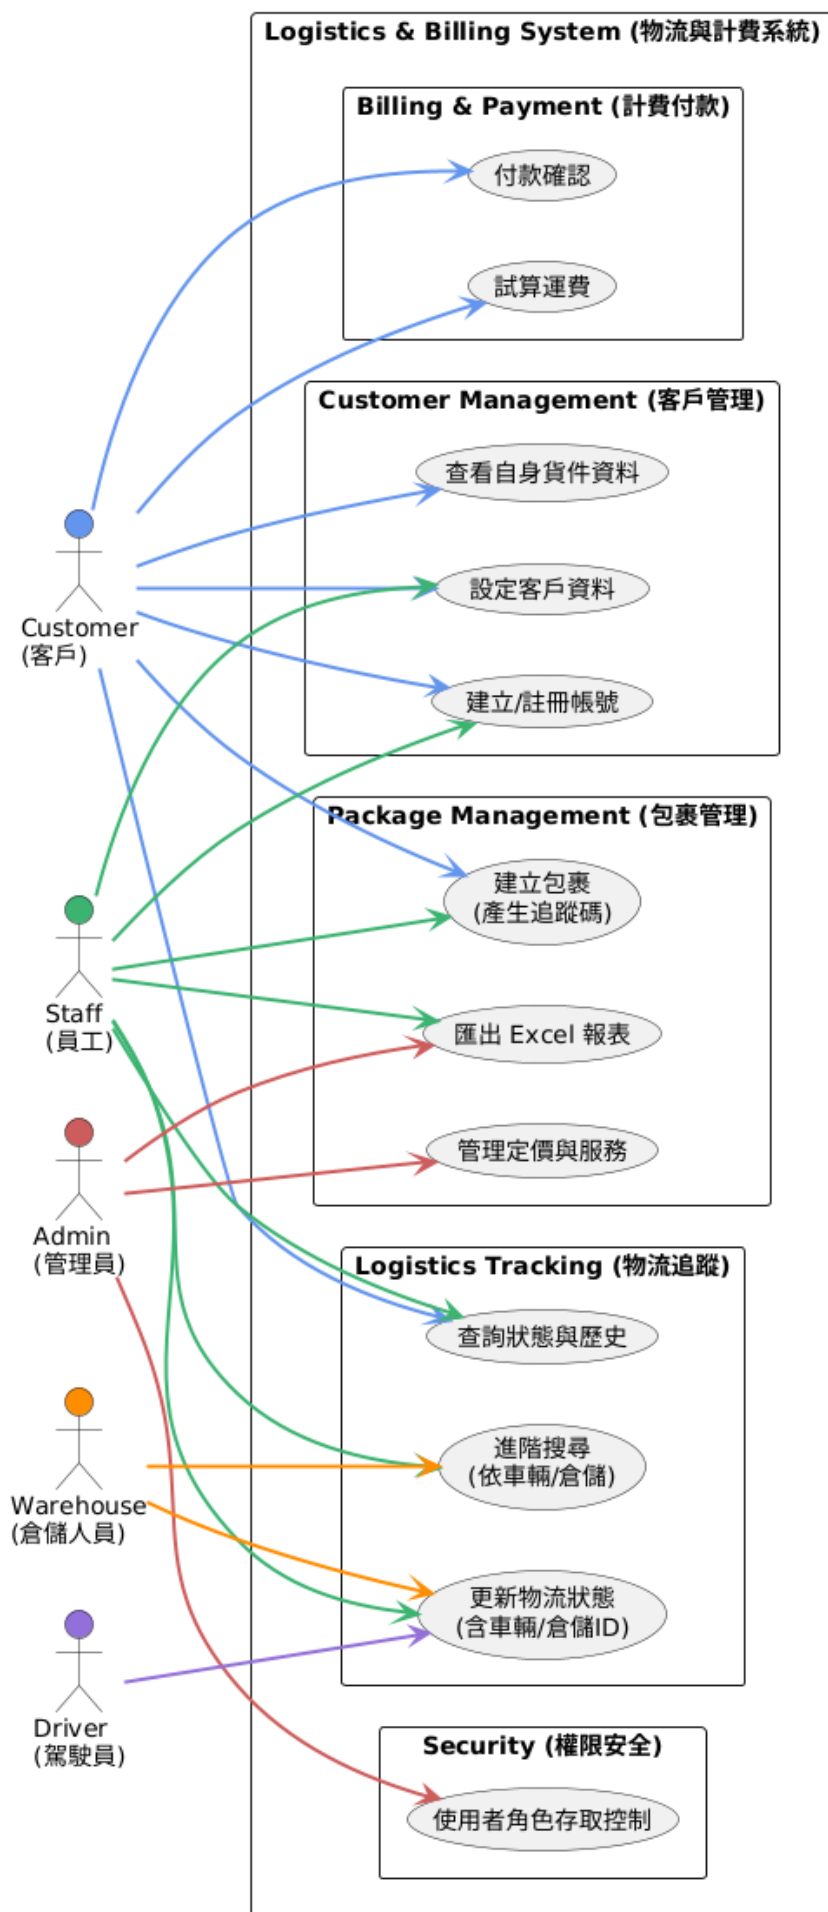 Logistics & Billing System (物流與計費系統)
Billing & Payment (計費付款)
付款確認
試算運費
Customer Management (客戶管理)
查看自身貨件資料
設定客戶資料
建立/註冊帳號
Customer
(客戶)
Package Management (包裹管理)
建立包裹
(產生追蹤碼)
匯出 Excel 報表
管理定價與服務
Staff
(員工)
Admin
(管理員)
Logistics Tracking (物流追蹤)
查詢狀態與歷史
進階搜尋
(依車輛/倉儲)
更新物流狀態
(含車輛/倉儲ID)
Warehouse
(倉儲人員)
Driver
(駕駛員)
Security (權限安全)
使用者角色存取控制